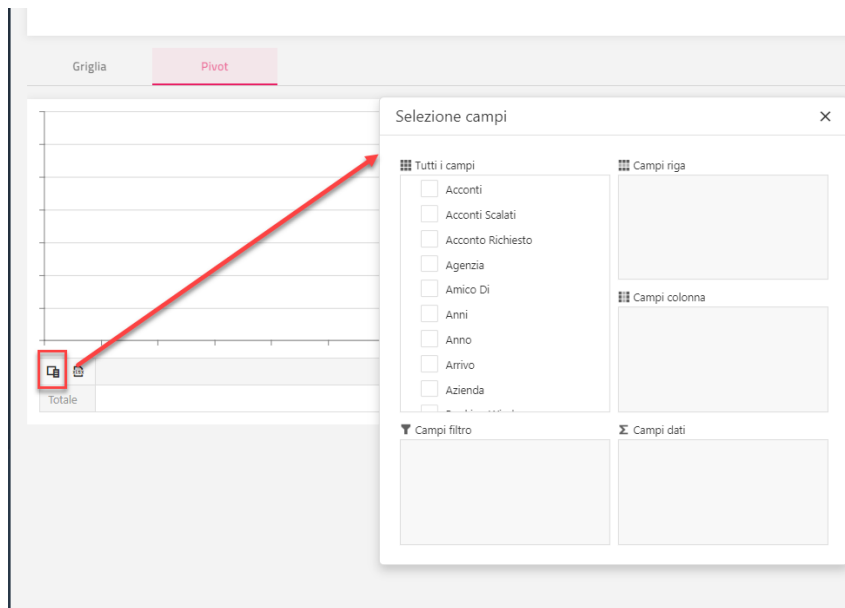 Griglia
Pivot
Selezione campi
Tutti i campi
Campi riga
Acconti
Acconti Scalati
Acconto Richiesto
Agenzia
Amico Di
Anni
Campi colonna
Anno
Arrivo
Azienda
Totale
Campi filtro
Σ Campi dati